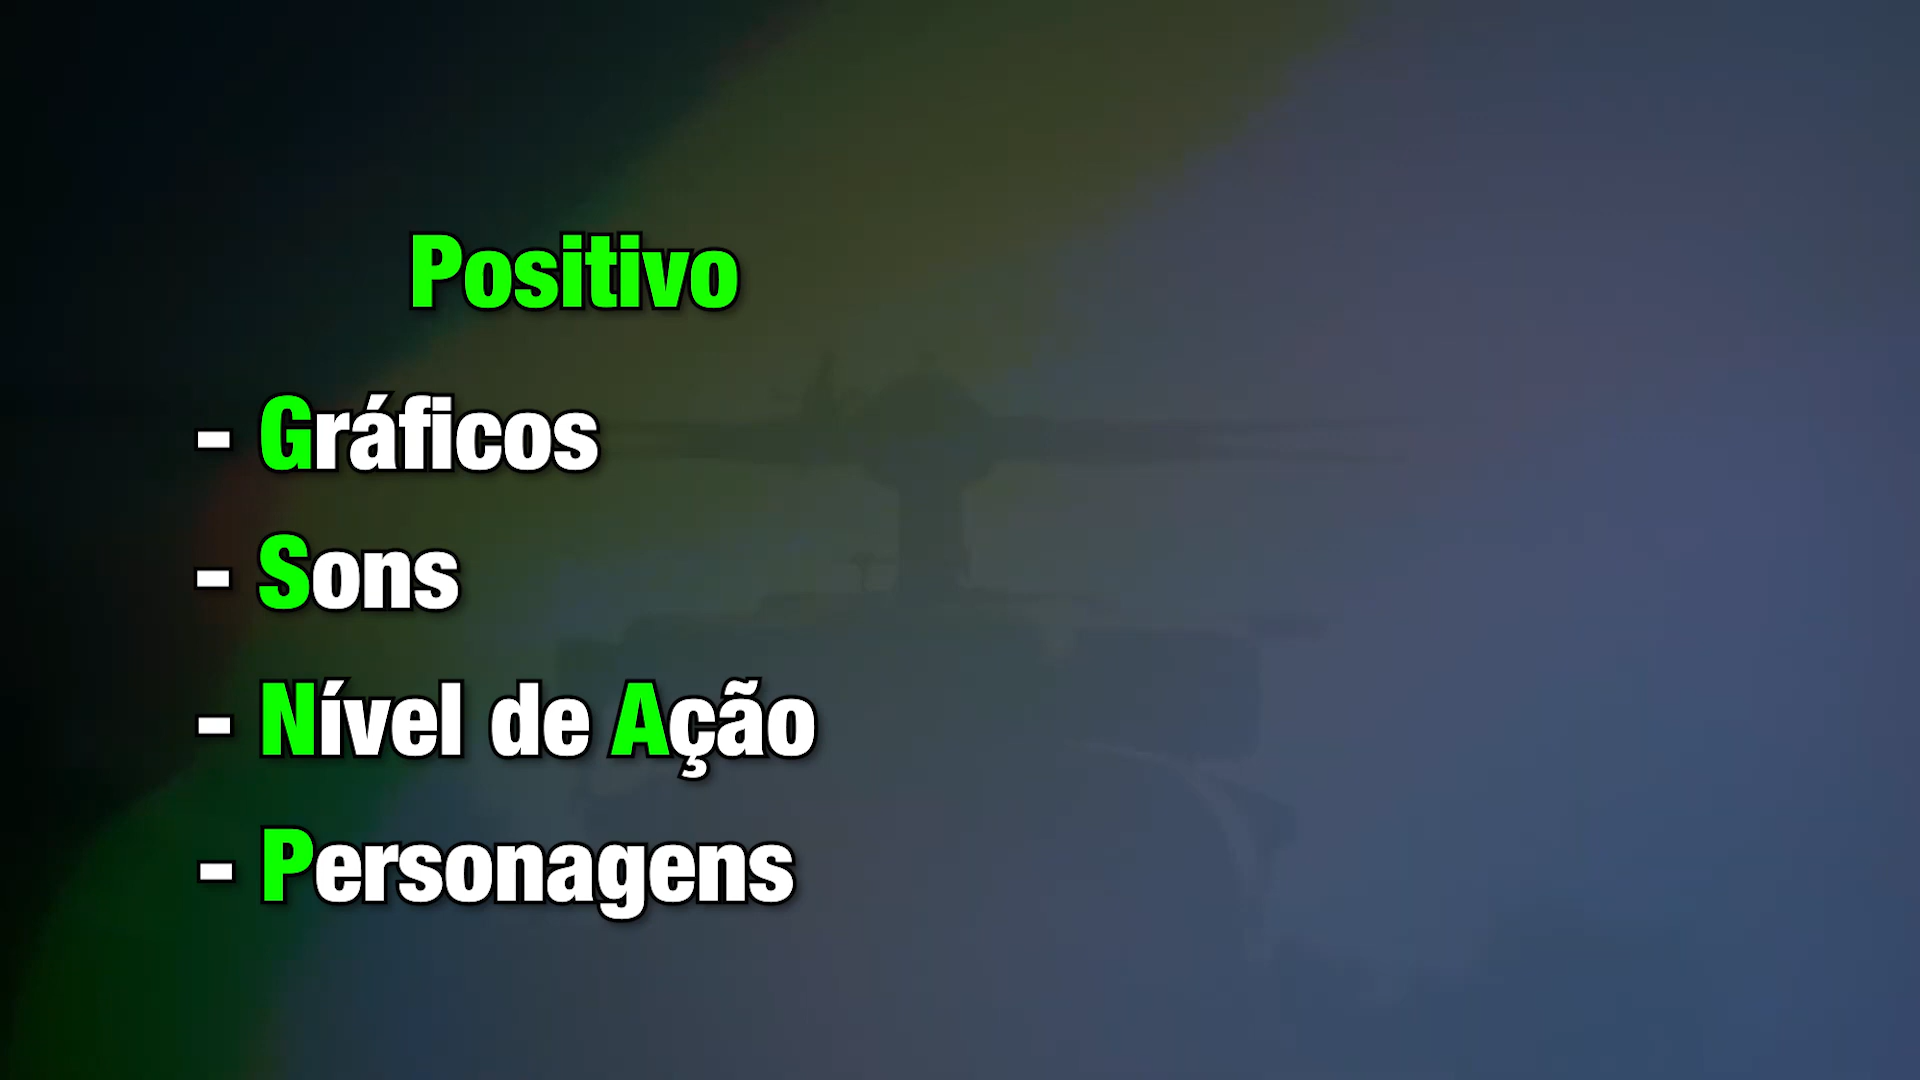 Positivo
- Gráficos
- Sons
- Nível de Ação
- Personagens